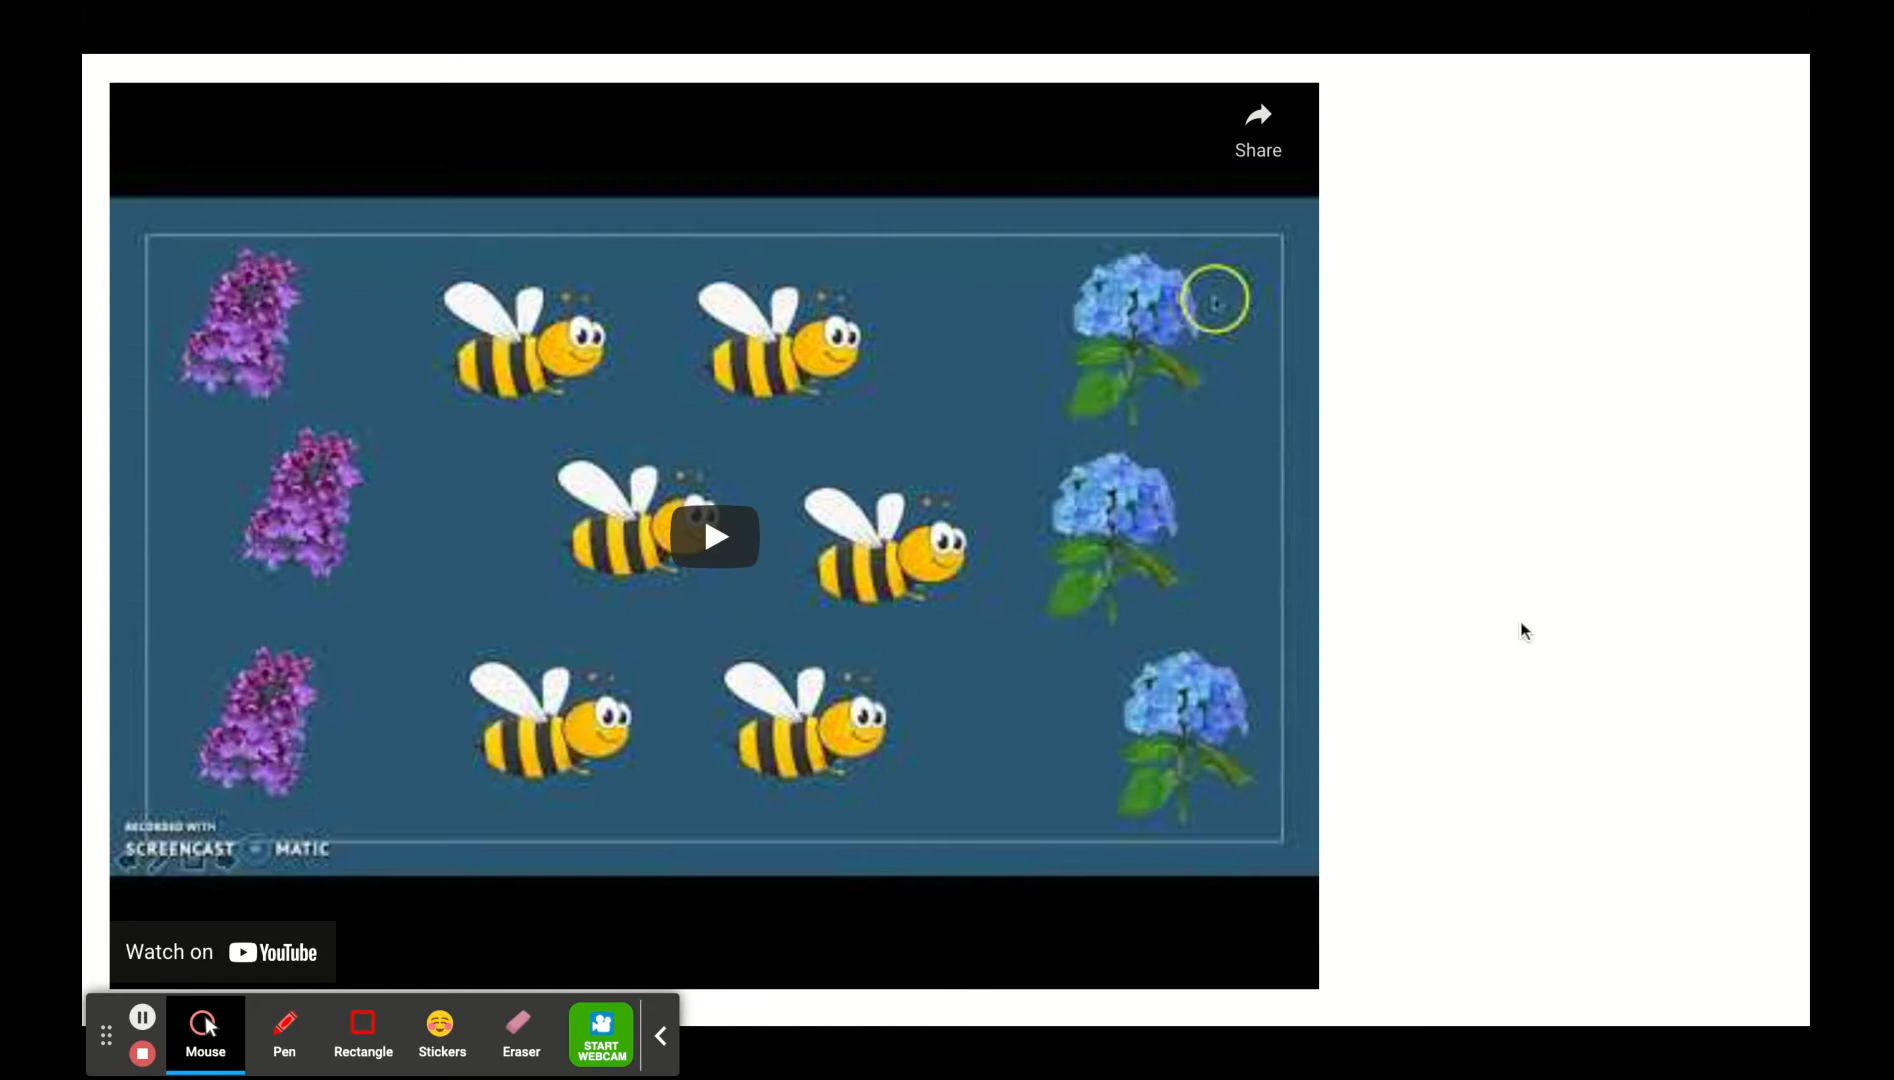 Share
RECORDED WITH
SCREENCAST MATIC
Watch on YouTube
Mouse
Pen
Rectangle
Stickers
Eraser
START
WEBCAM